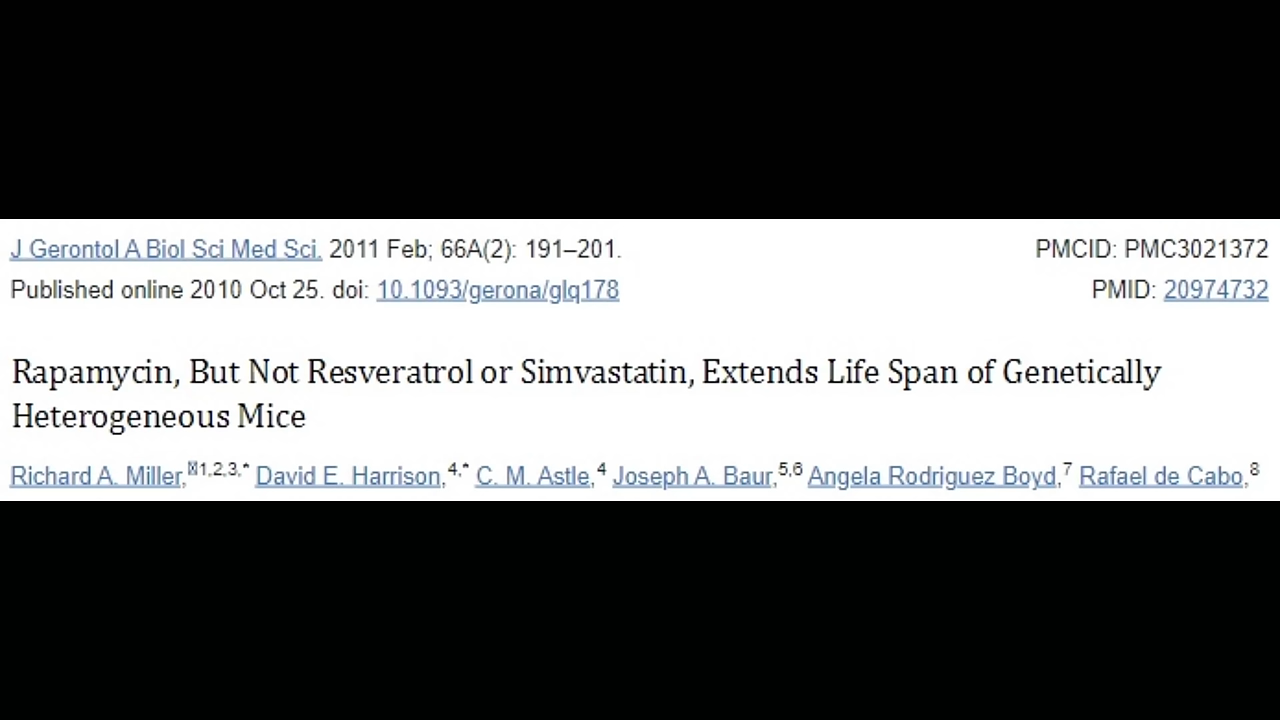 J Gerontol A Biol Sci Med Sci. 2011 Feb; 66A(2): 191–201. PMCID: PMC3021372
Published online 2010 Oct 25. doi: 10.1093/gerona/glq178 PMID: 20974732
Rapamycin, But Not Resveratrol or Simvastatin, Extends Life Span of Genetically
Heterogeneous Mice
Richard A. Miller,1,2,3,* David E. Harrison,4,* C. M. Astle,4 Joseph A. Baur,5,6 Angela Rodriguez Boyd,7 Rafael de Cabo,8